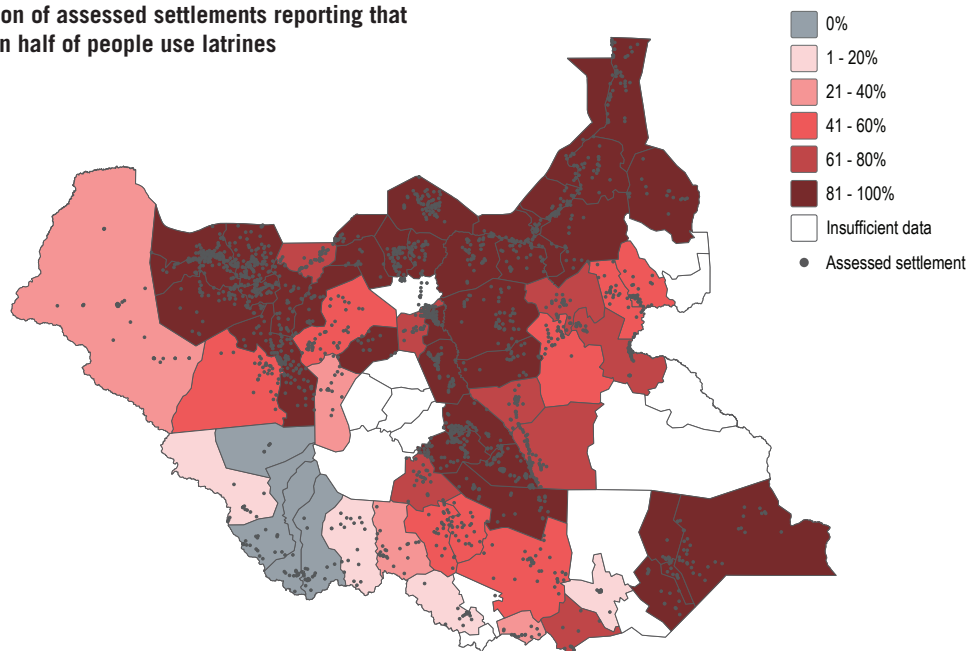 on of assessed settlements reporting that
n half of people use latrines
0%
1 - 20%
21 - 40%
41 - 60%
61 - 80%
81 - 100%
Insufficient data
Assessed settlement